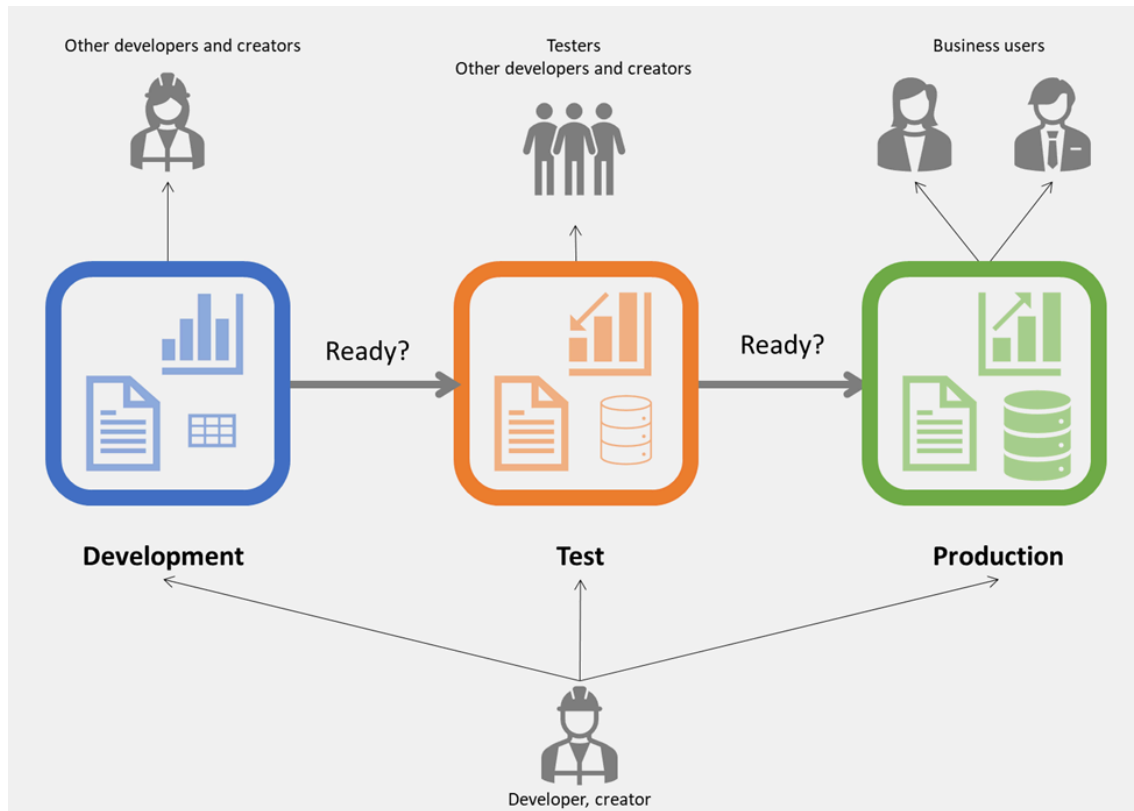 Other developers and creators
Testers
Other developers and creators
Business users
Ready?
Ready?
Development
Test
Production
Developer, creator